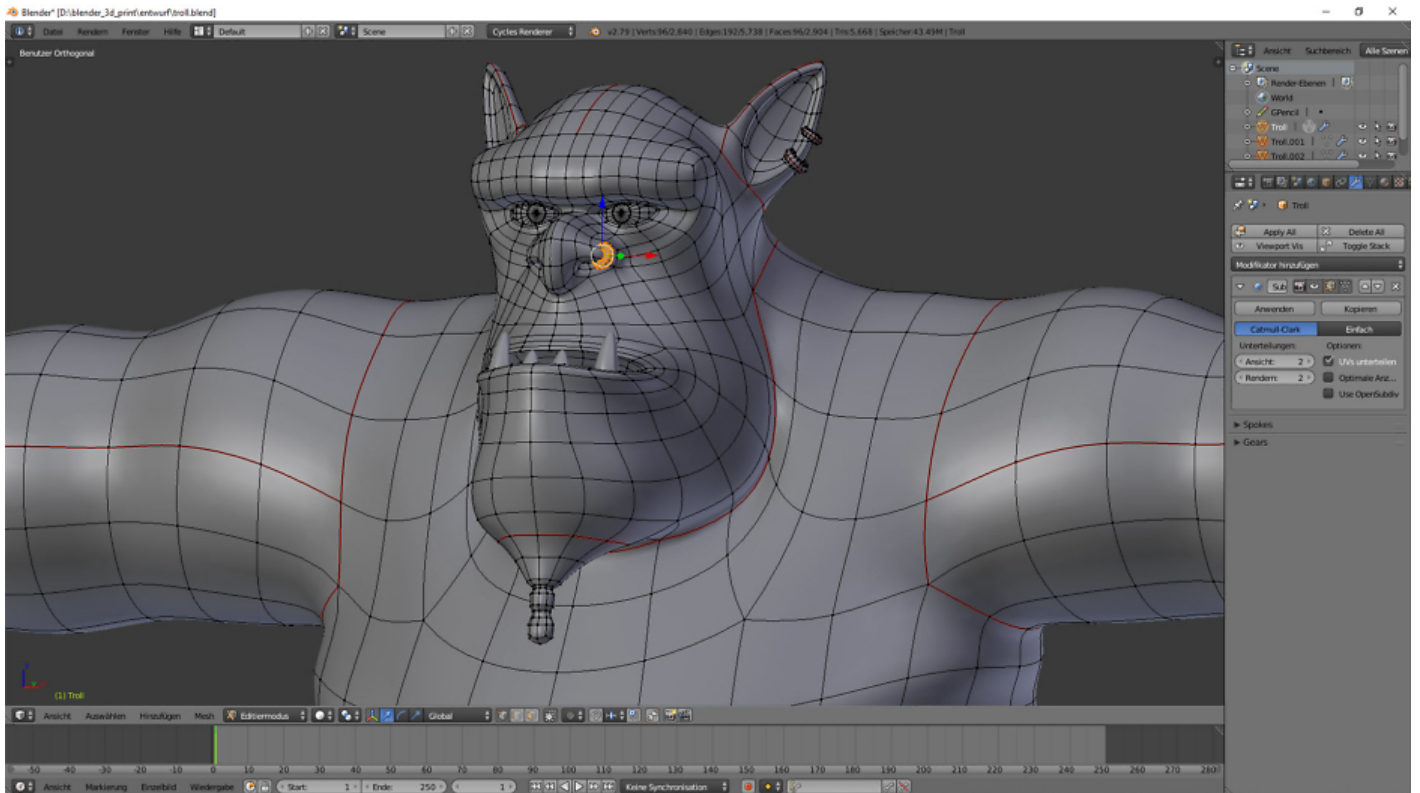 Blender* [D:\blender_3d_print\entwurf\troll.blend]
Datei Rendern Fenster Hilfe Default Scene Cycles Renderer v2.79 | Verts:96/2,840 | Edges:192/5,738 | Faces:96/2,904 | Tris:5,668 | Speicher:43.49M | Troll
Ansicht Suchbereich Alle Szenen
Benutzer Orthogonal
Scene
Render-Ebenen
World
GPencil
Troll
Troll.001
Troll.002
Troll
Apply All Delete All
Viewport Vis Toggle Stack
Modifikator hinzufügen
Sub
Anwenden Kopieren
Catmull-Clark Einfach
Unterteilungen: Optionen:
Ansicht: 2 UVs unterteilen
Rendern: 2 Optimale Anz...
Use OpenSubdiv
Spokes
Gears
(1) Troll
Ansicht Auswählen Hinzufügen Mesh Editiermodus Global
-50 -40 -30 -20 -10 0 10 20 30 40 50 60 70 80 90 100 110 120 130 140 150 160 170 180 190 200 210 220 230 240 250 260 270 280
Ansicht Markierung Einzelbild Wiedergabe Start: 1 Ende: 250 1 Keine Synchronisation